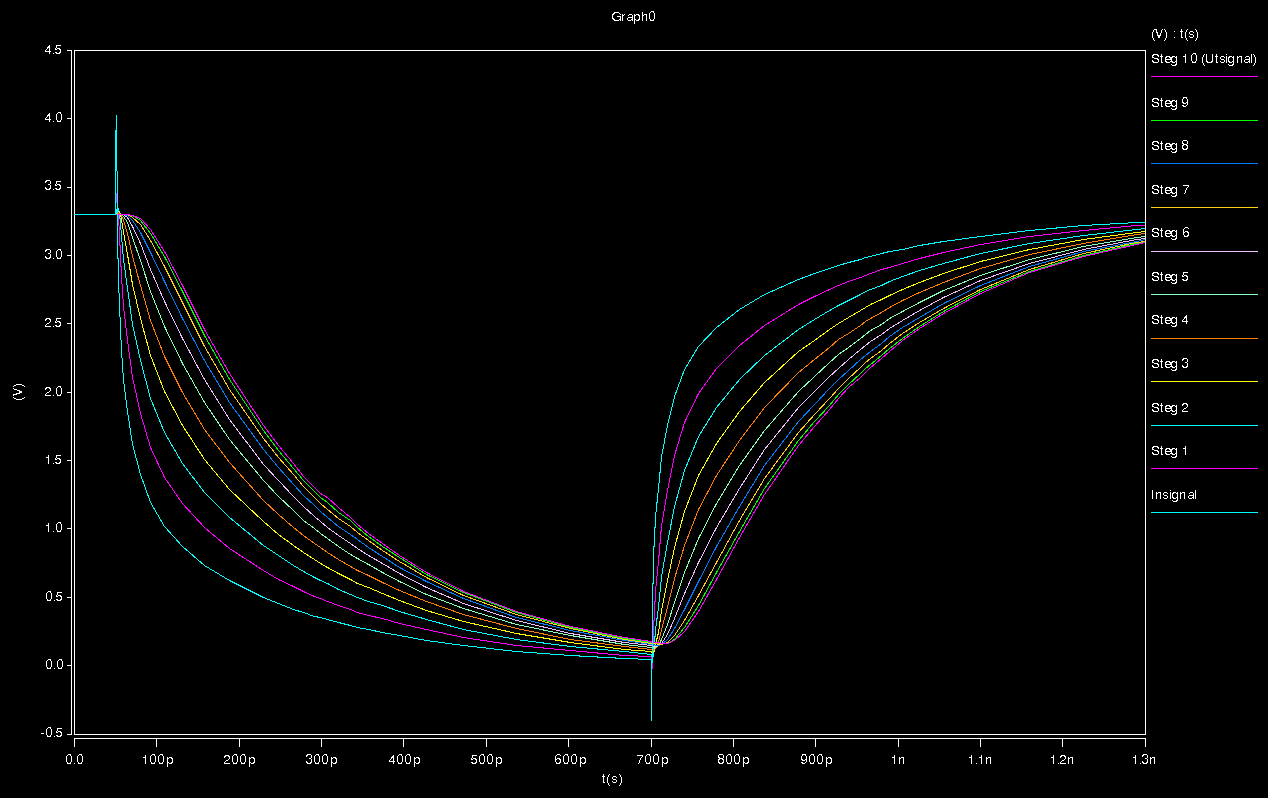 Graph0
(V) : t(s)
Steg 10 (Utsignal)
Steg 9
Steg 8
Steg 7
Steg 6
Steg 5
Steg 4
Steg 3
Steg 2
Steg 1
Insignal
(V)
4.5
4.0
3.5
3.0
2.5
2.0
1.5
1.0
0.5
0.0
-0.5
0.0 100p 200p 300p 400p 500p 600p 700p 800p 900p 1n 1.1n 1.2n 1.3n
t(s)